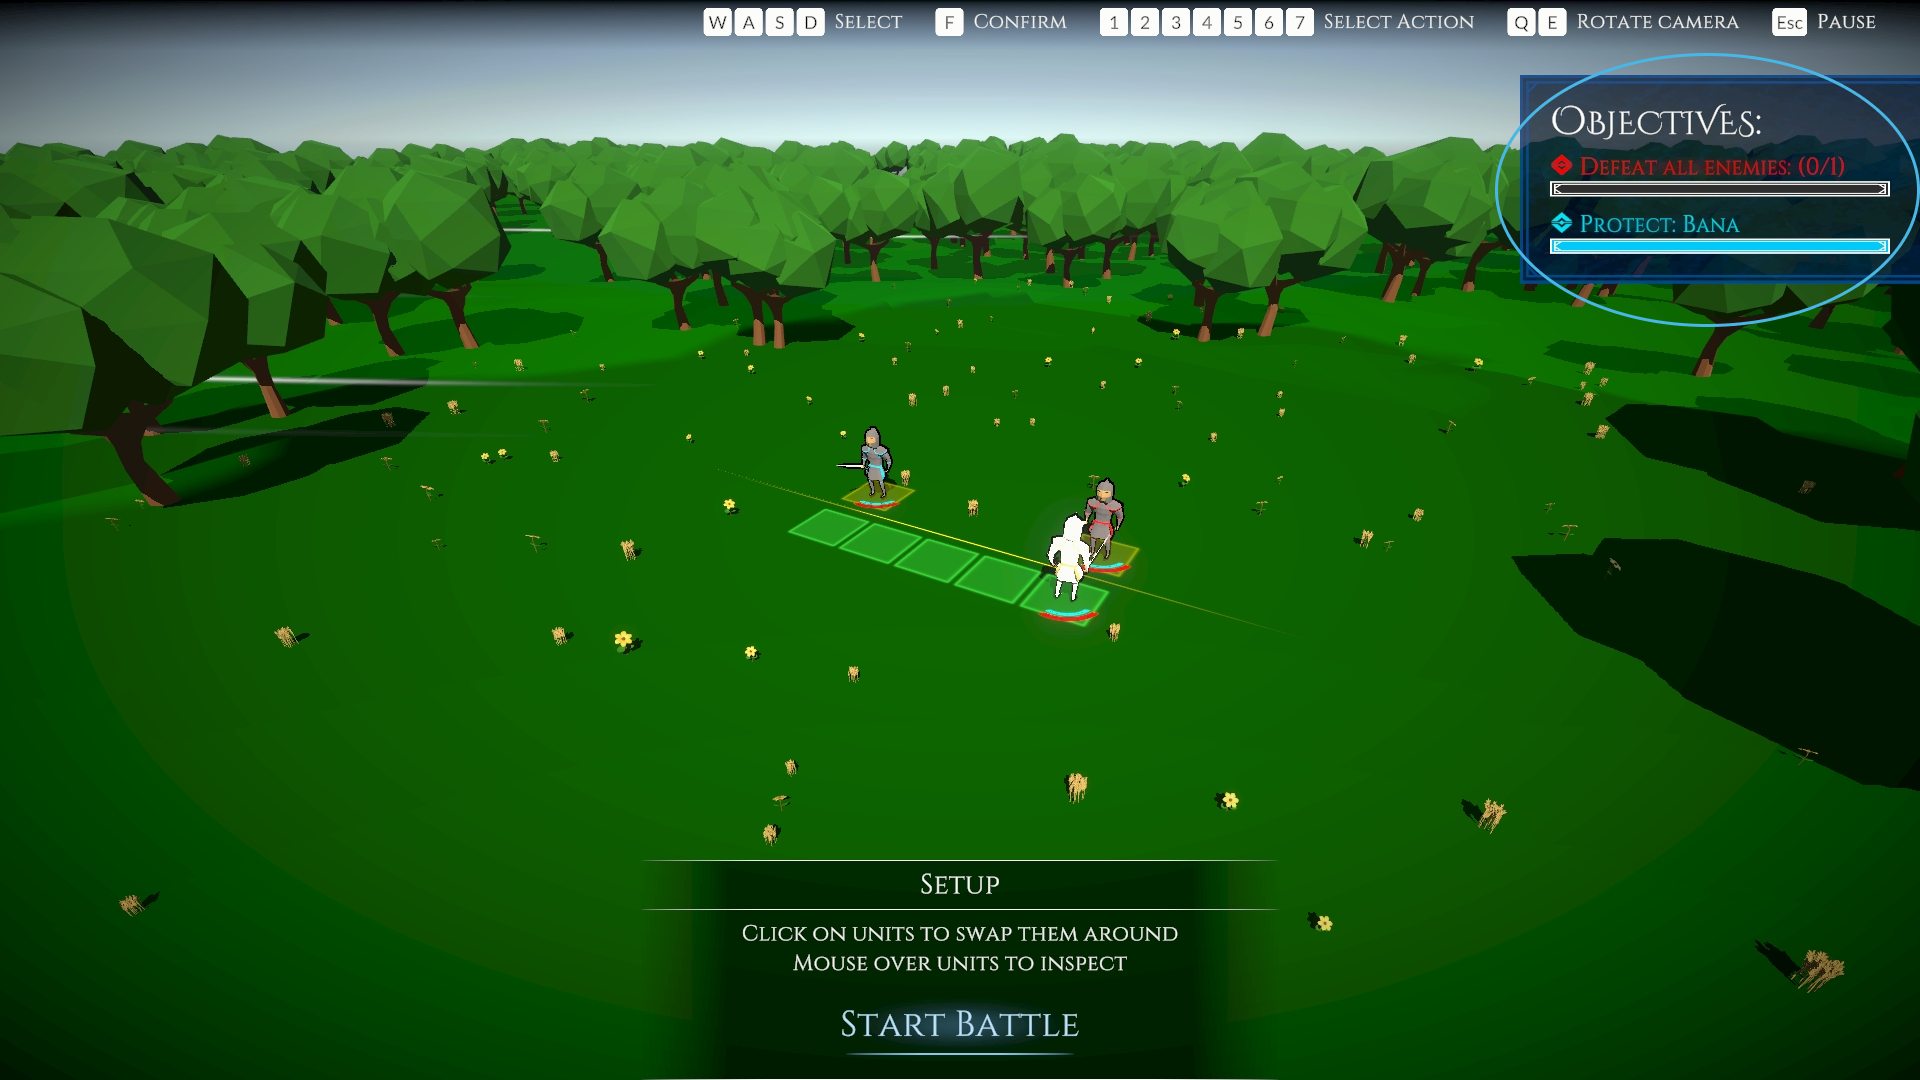 W A S D Select F Confirm 1 2 3 4 5 6 7 Select Action Q E Rotate camera Esc Pause
Objectives:
Defeat all enemies: (0/1)
Protect: Bana
Setup
Click on units to swap them around
Mouse over units to inspect
Start Battle